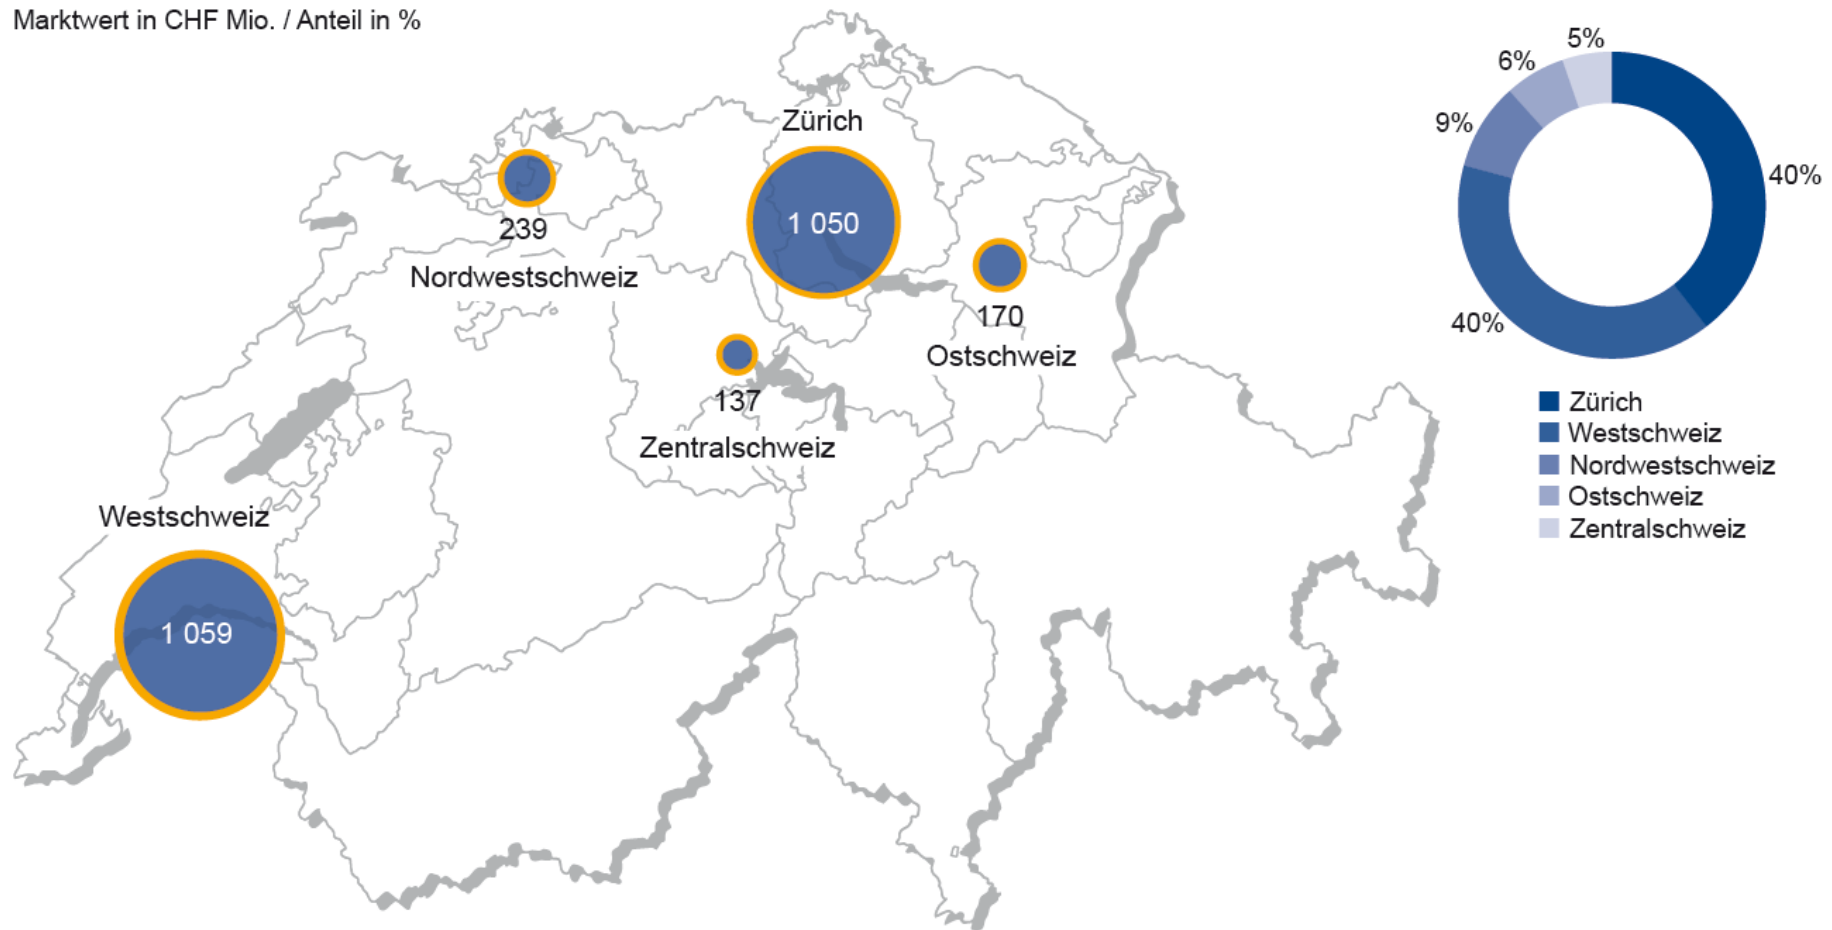 Marktwert in CHF Mio. / Anteil in %
Zürich
1 050
239
Nordwestschweiz
170
Ostschweiz
137
Zentralschweiz
Westschweiz
1 059
5%
6%
9%
40%
40%
Zürich
Westschweiz
Nordwestschweiz
Ostschweiz
Zentralschweiz